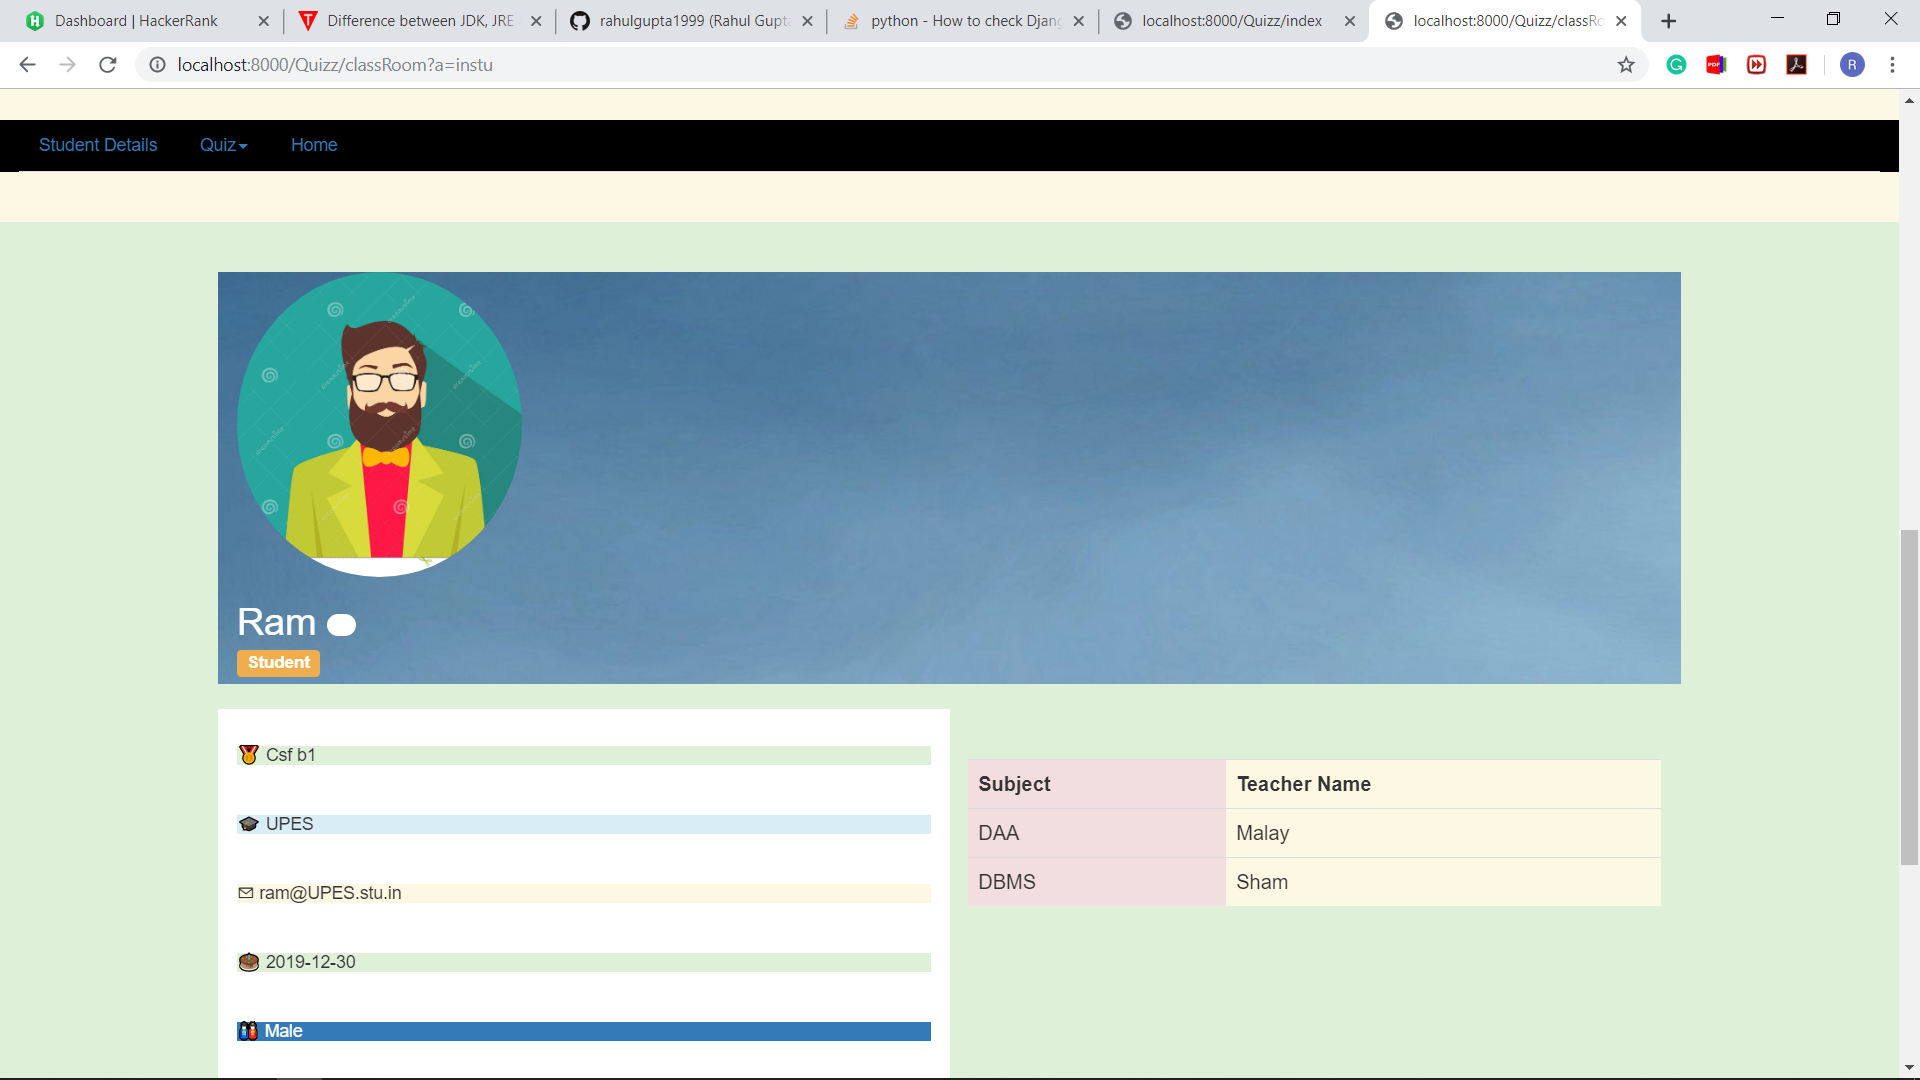 Dashboard | HackerRank
Difference between JDK, JRE
rahulgupta1999 (Rahul Gupt
python - How to check Djang
localhost:8000/Quizz/index
localhost:8000/Quizz/classRo
localhost:8000/Quizz/classRoom?a=instu
PDF
R
Student Details
Quiz
Home
Ram
Student
Csf b1
UPES
ram@UPES.stu.in
2019-12-30
Male
Subject Teacher Name
DAA Malay
DBMS Sham